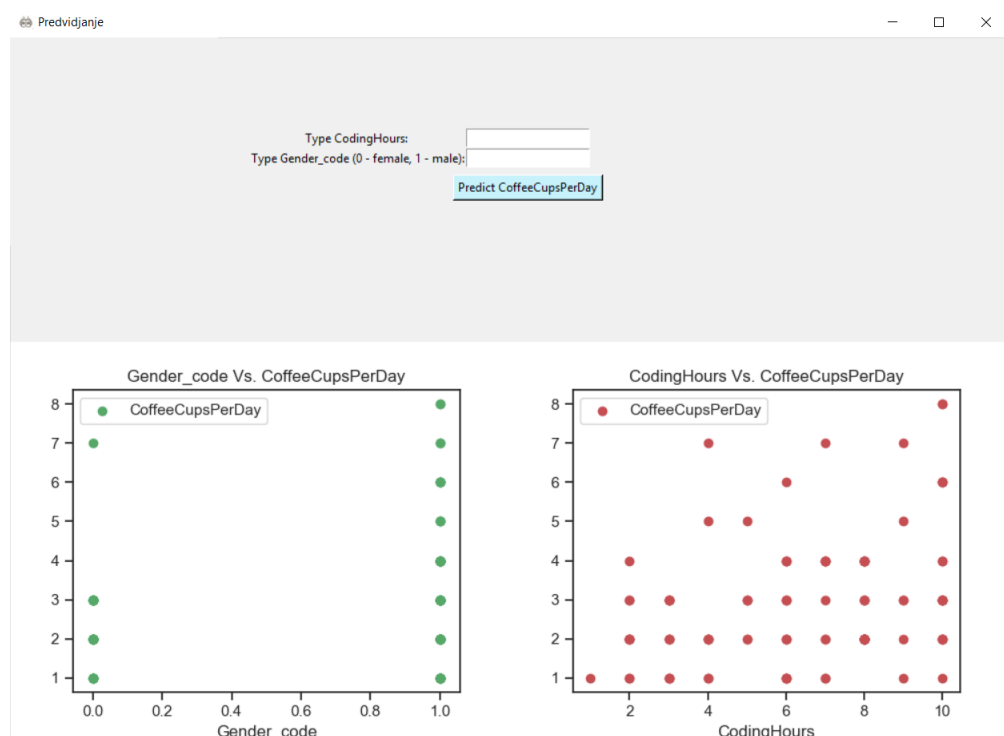 Predvidjanje
Type CodingHours:
Type Gender_code (0 - female, 1 - male):
Predict CoffeeCupsPerDay
Gender_code Vs. CoffeeCupsPerDay
CoffeeCupsPerDay
8
7
6
5
4
3
2
1
0.0 0.2 0.4 0.6 0.8 1.0
Gender_code
CodingHours Vs. CoffeeCupsPerDay
CoffeeCupsPerDay
8
7
6
5
4
3
2
1
2 4 6 8 10
CodingHours